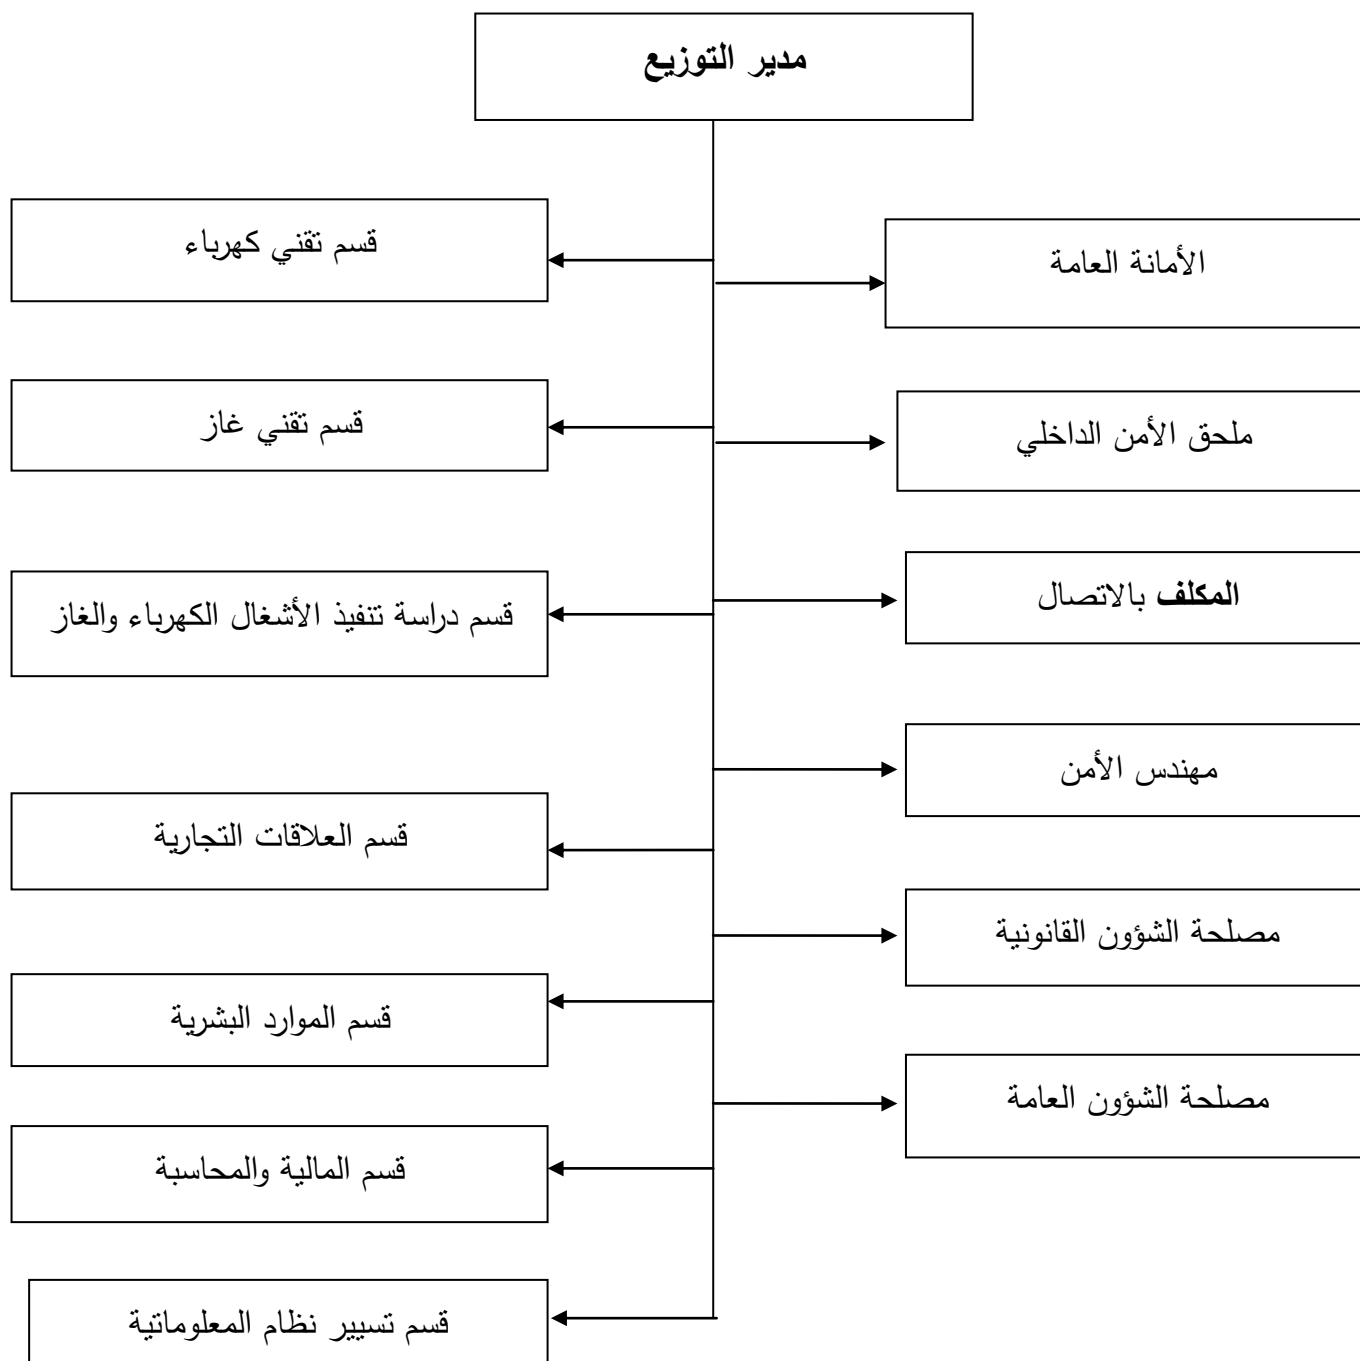 مدير التوزيع
الأمانة العامة
ملحق الأمن الداخلي
المكلف بالاتصال
مهندس الأمن
مصلحة الشؤون القانونية
مصلحة الشؤون العامة
قسم تقني كهرباء
قسم تقني غاز
قسم دراسة تنفيذ الأشغال الكهرباء والغاز
قسم العلاقات التجارية
قسم الموارد البشرية
قسم المالية والمحاسبة
قسم تسيير نظام المعلوماتية